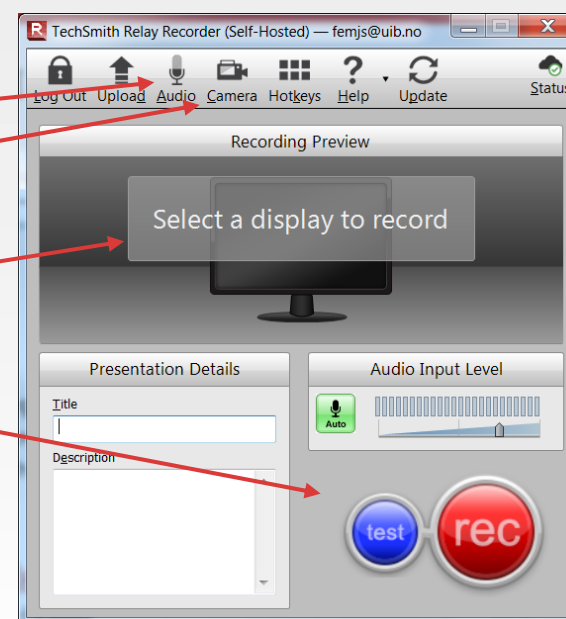 R TechSmith Relay Recorder (Self-Hosted) — femjs@uib.no
Log Out Upload Audio Camera Hotkeys ? Help Update Status
Recording Preview
Select a display to record
Presentation Details
Title
Description
Audio Input Level
Auto
test rec